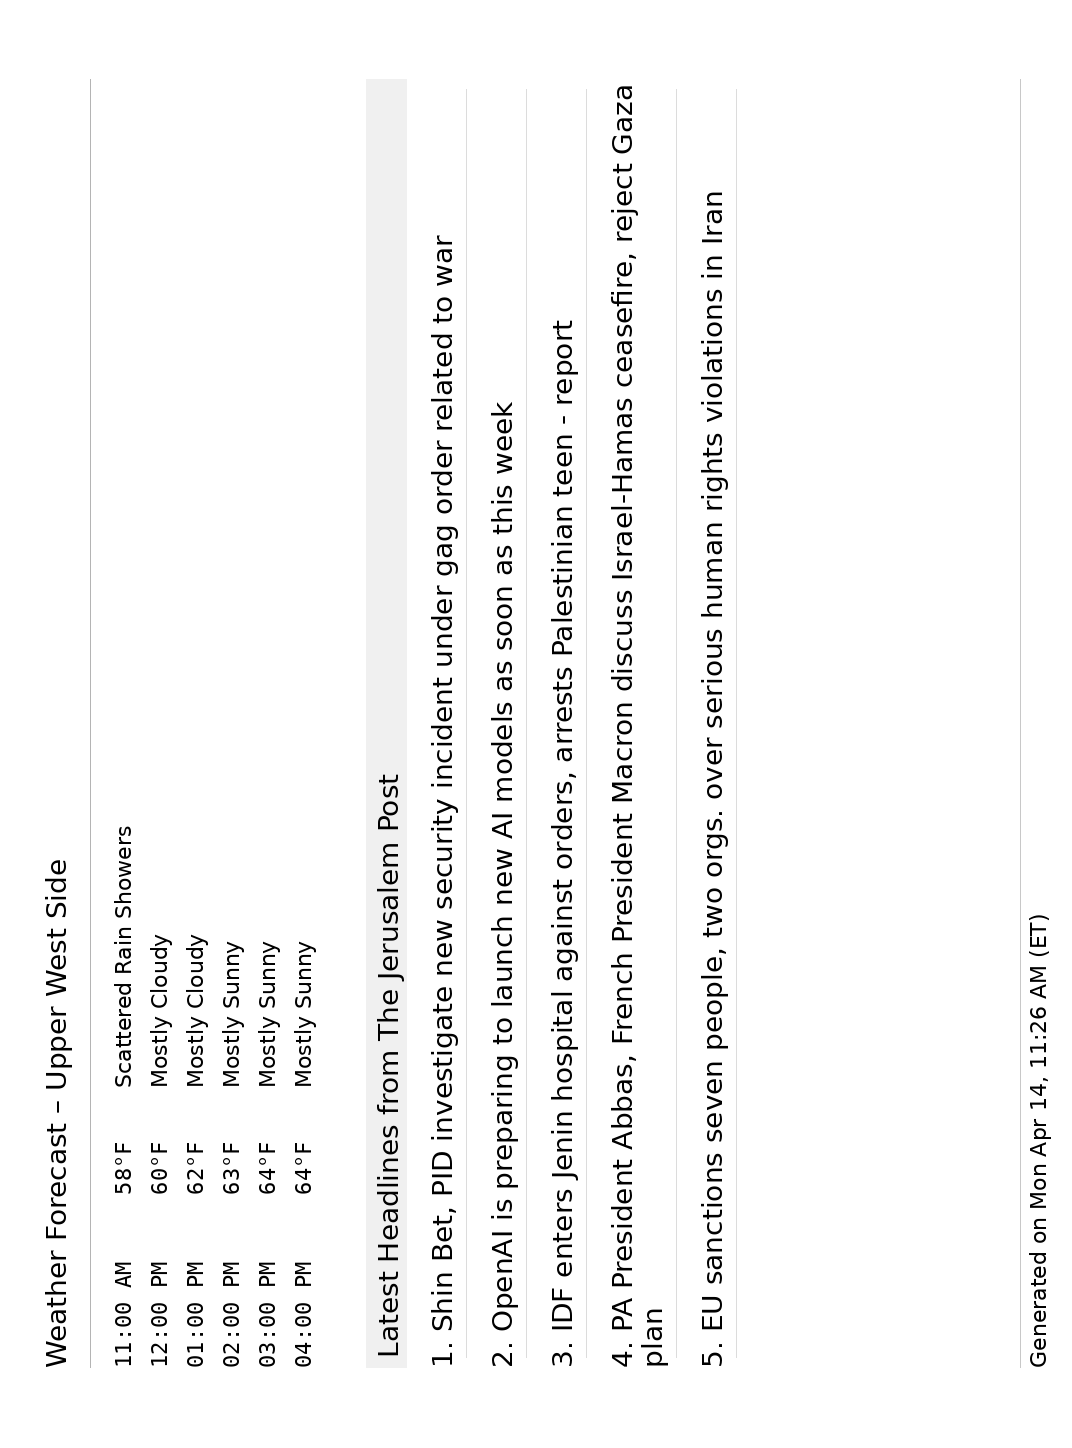 Weather Forecast – Upper West Side
11:00 AM 58°F Scattered Rain Showers
12:00 PM 60°F Mostly Cloudy
01:00 PM 62°F Mostly Cloudy
02:00 PM 63°F Mostly Sunny
03:00 PM 64°F Mostly Sunny
04:00 PM 64°F Mostly Sunny
Latest Headlines from The Jerusalem Post
1. Shin Bet, PID investigate new security incident under gag order related to war
2. OpenAI is preparing to launch new AI models as soon as this week
3. IDF enters Jenin hospital against orders, arrests Palestinian teen - report
4. PA President Abbas, French President Macron discuss Israel-Hamas ceasefire, reject Gaza
plan
5. EU sanctions seven people, two orgs. over serious human rights violations in Iran
Generated on Mon Apr 14, 11:26 AM (ET)